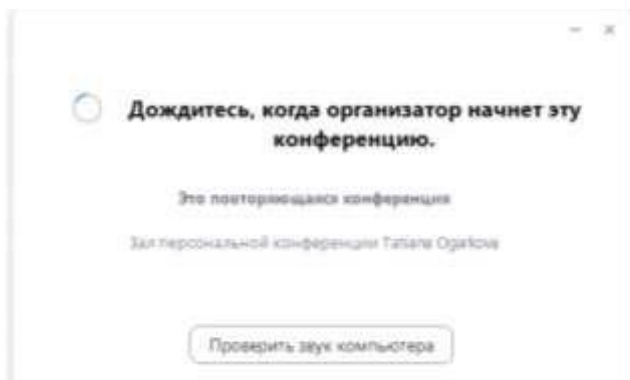 Дождитесь, когда организатор начнет эту
конференцию.
Это повторяющаяся конференция
Зал персональной конференции Tatiana Ogarkova
Проверить звук компьютера